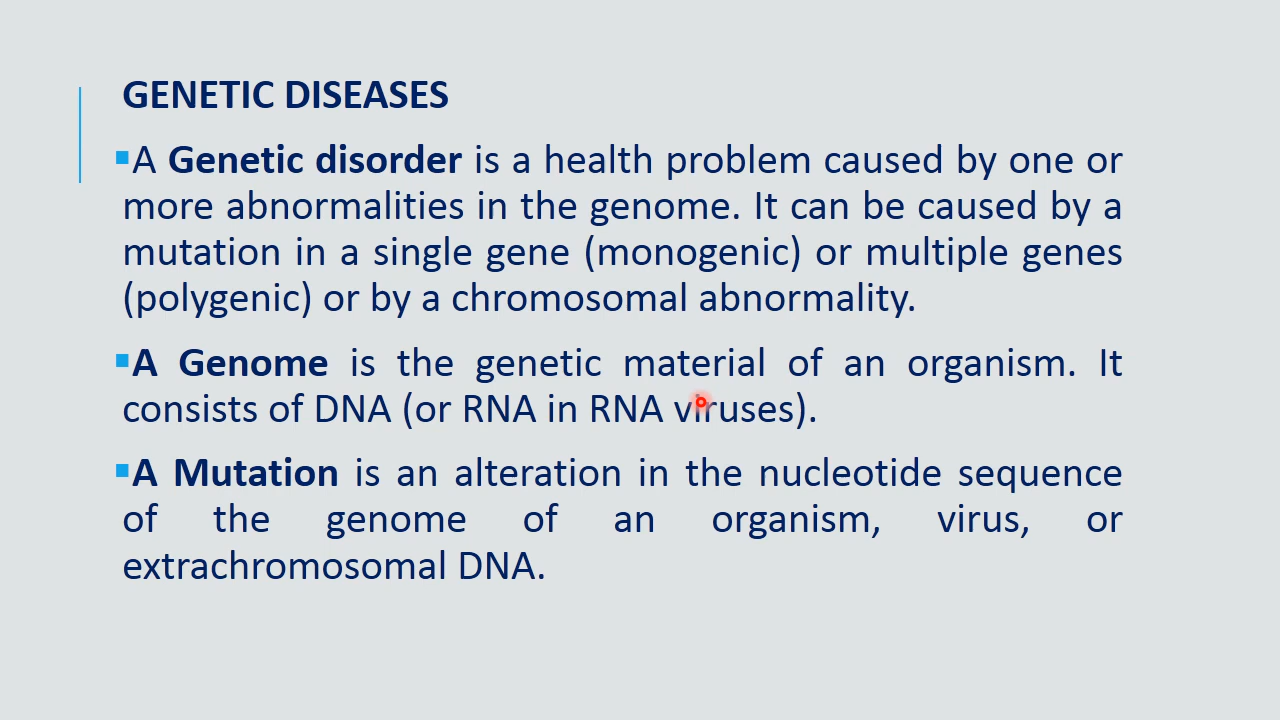 GENETIC DISEASES
▪A Genetic disorder is a health problem caused by one or
more abnormalities in the genome. It can be caused by a
mutation in a single gene (monogenic) or multiple genes
(polygenic) or by a chromosomal abnormality.
▪A Genome is the genetic material of an organism. It
consists of DNA (or RNA in RNA viruses).
▪A Mutation is an alteration in the nucleotide sequence
of the genome of an organism, virus, or
extrachromosomal DNA.